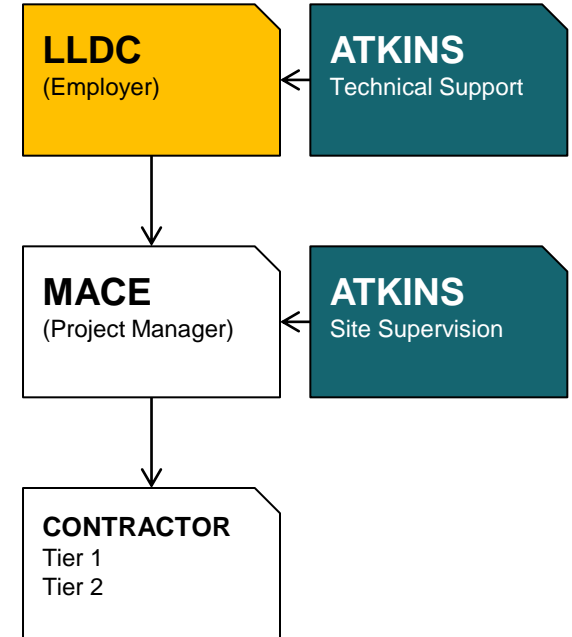 LLDC
(Employer)
ATKINS
Technical Support
MACE
(Project Manager)
ATKINS
Site Supervision
CONTRACTOR
Tier 1
Tier 2